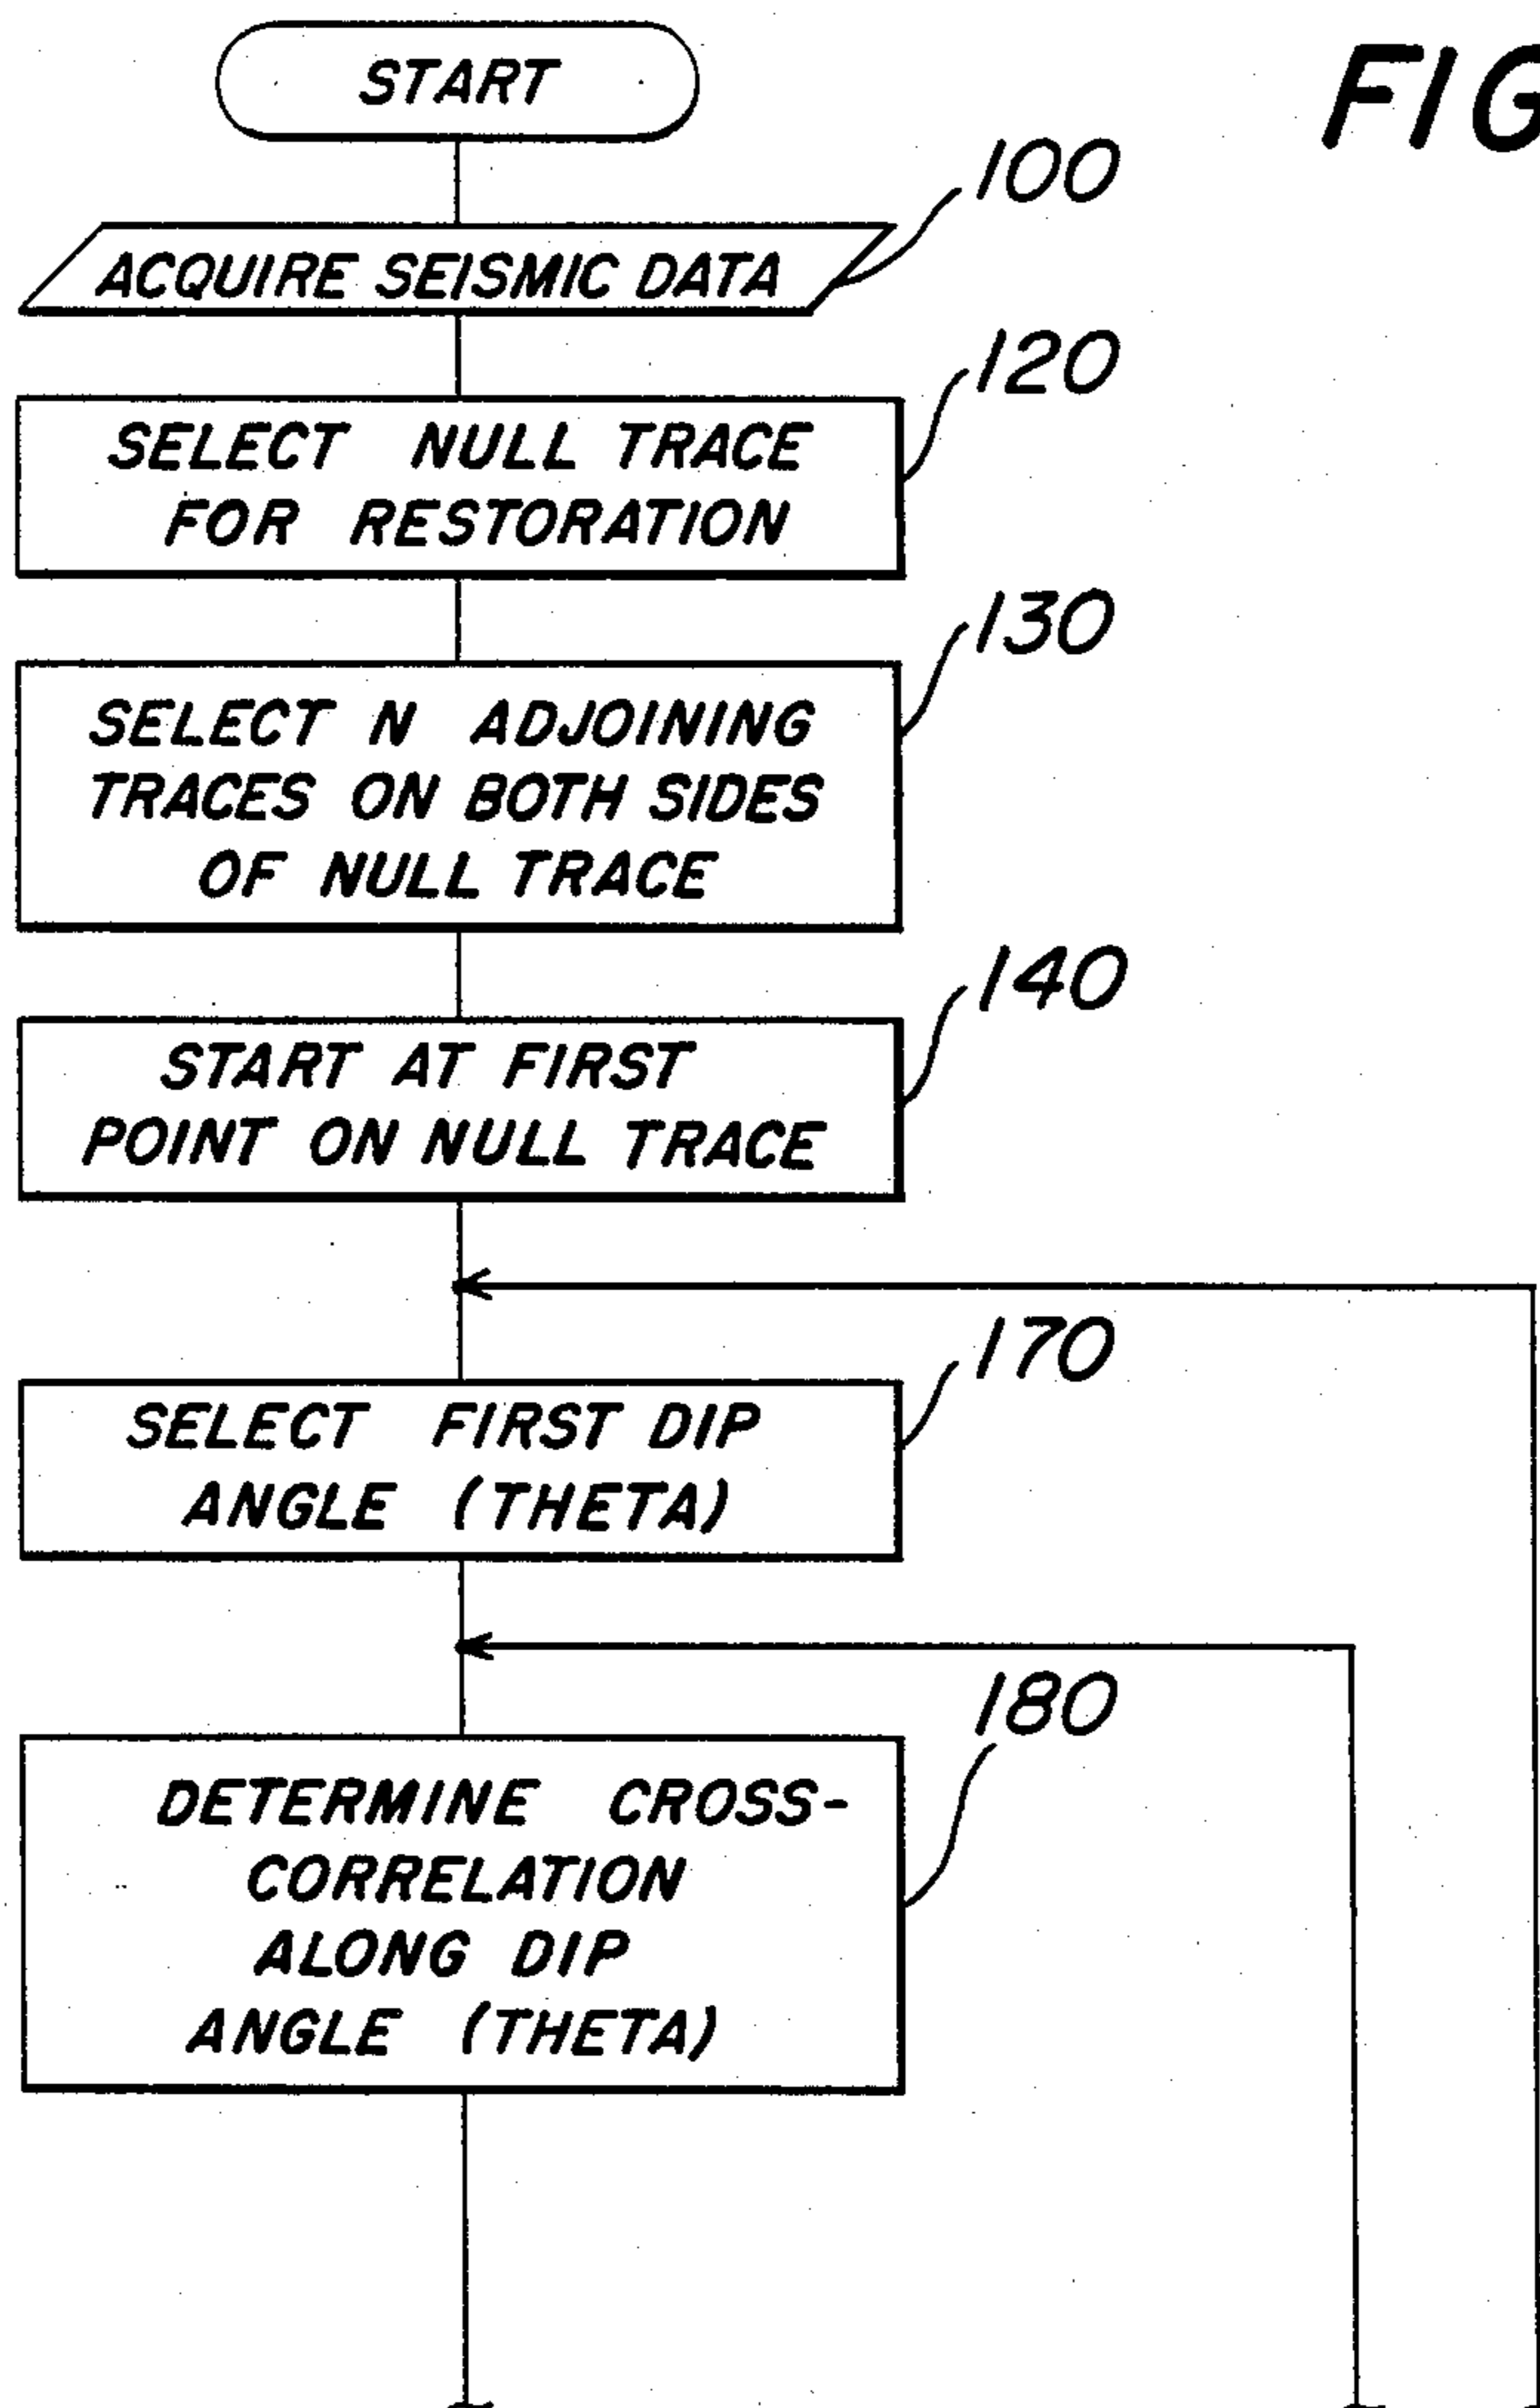 START
FIG
100
ACQUIRE SEISMIC DATA
120
SELECT NULL TRACE
FOR RESTORATION
130
SELECT N ADJOINING
TRACES ON BOTH SIDES
OF NULL TRACE
140
START AT FIRST
POINT ON NULL TRACE
170
SELECT FIRST DIP
ANGLE (THETA)
180
DETERMINE CROSS-
CORRELATION
ALONG DIP
ANGLE (THETA)